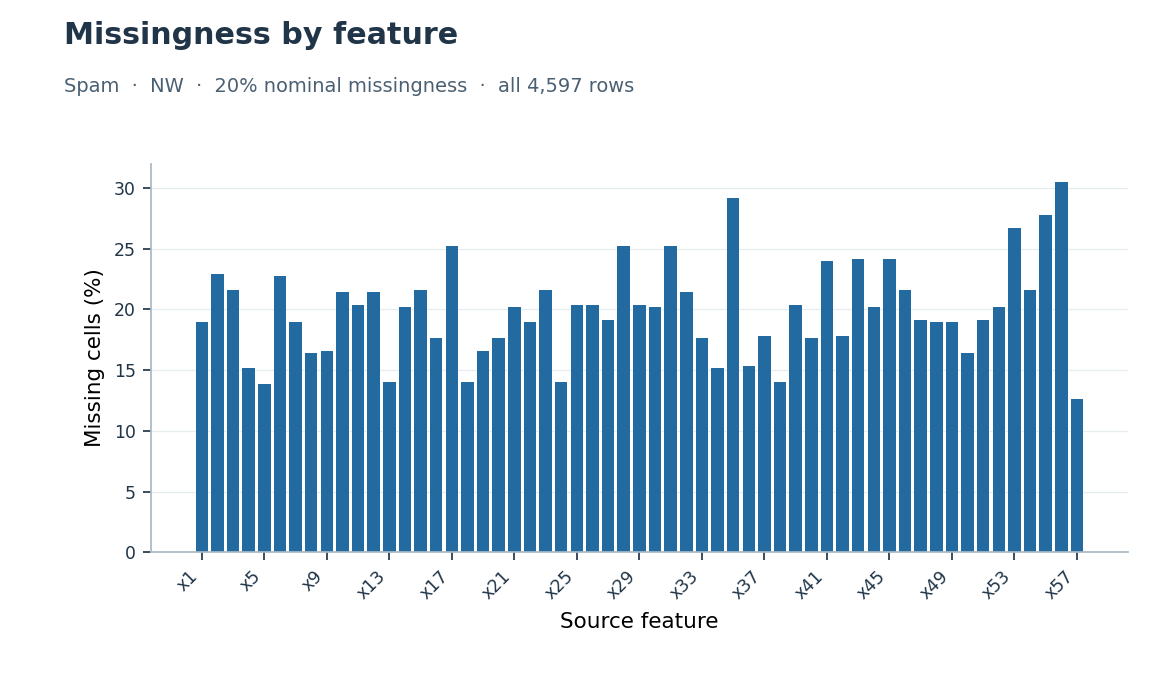 Missingness by feature
Spam · NW · 20% nominal missingness · all 4,597 rows
Missing cells (%)
30
25
20
15
10
5
0
x1 x5 x9 x13 x17 x21 x25 x29 x33 x37 x41 x45 x49 x53 x57
Source feature